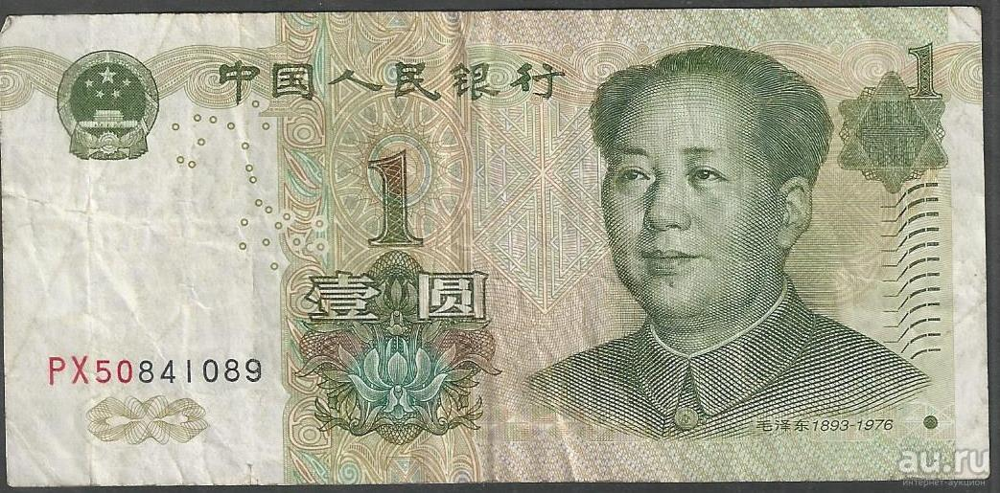 中国人民银行
1
1
壹圆
PX50841089
毛泽东1893-1976
au.ru
интернет-аукцион